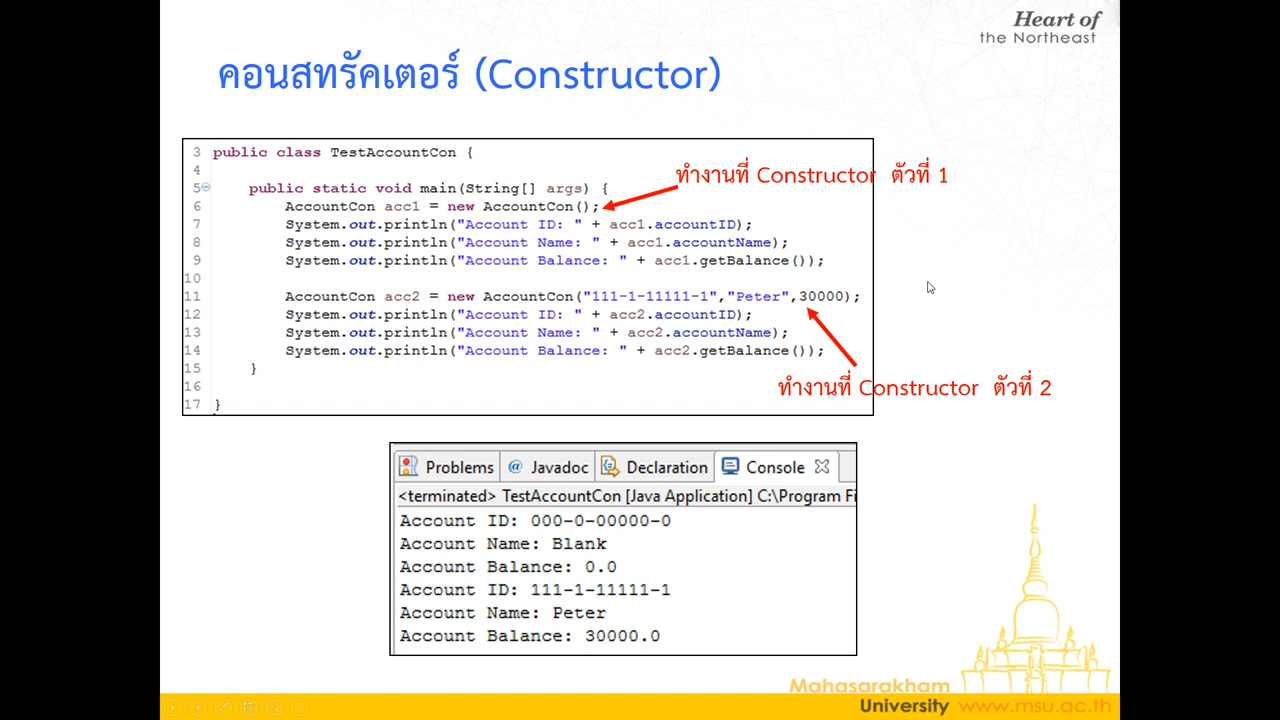 Heart of
the Northeast
คอนสทรัคเตอร์ (Constructor)
3 public class TestAccountCon {
4
5 public static void main(String[] args) {
ทำงานที่ Constructor ตัวที่ 1
6 AccountCon acc1 = new AccountCon();
7 System.out.println("Account ID: " + acc1.accountID);
8 System.out.println("Account Name: " + acc1.accountName);
9 System.out.println("Account Balance: " + acc1.getBalance());
10
11 AccountCon acc2 = new AccountCon("111-1-11111-1","Peter",30000);
12 System.out.println("Account ID: " + acc2.accountID);
13 System.out.println("Account Name: " + acc2.accountName);
14 System.out.println("Account Balance: " + acc2.getBalance());
15 }
ทำงานที่ Constructor ตัวที่ 2
16
17 }
Problems @ Javadoc Declaration Console
<terminated> TestAccountCon [Java Application] C:\Program Fi
Account ID: 000-0-00000-0
Account Name: Blank
Account Balance: 0.0
Account ID: 111-1-11111-1
Account Name: Peter
Account Balance: 30000.0
Mahasarakham
University www.msu.ac.th